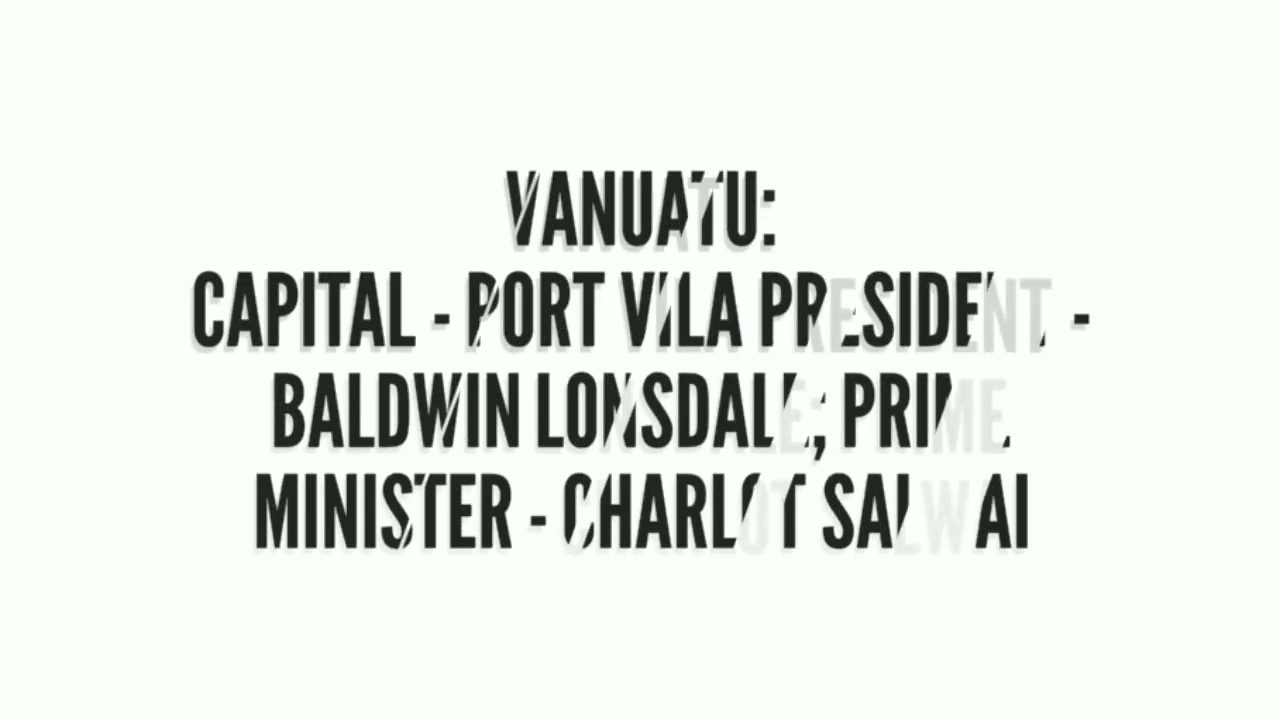 VANUATU:
CAPITAL - PORT VILA PRESIDENT -
BALDWIN LONSDALE; PRIME
MINISTER - CHARLOT SALWAI